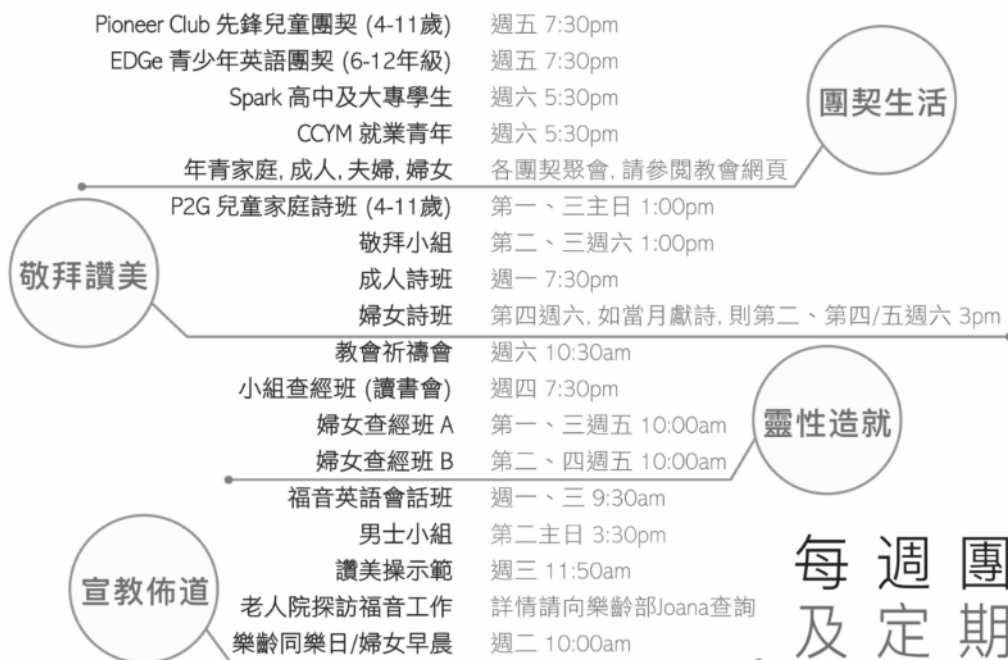 Pioneer Club 先鋒兒童團契 (4-11歲) 週五 7:30pm
EDGe 青少年英語團契 (6-12年級) 週五 7:30pm
Spark 高中及大專學生 週六 5:30pm
CCYM 就業青年 週六 5:30pm
年青家庭, 成人, 夫婦, 婦女 各團契聚會, 請參閱教會網頁
團契生活
P2G 兒童家庭詩班 (4-11歲) 第一、三主日 1:00pm
敬拜小組 第二、三週六 1:00pm
成人詩班 週一 7:30pm
婦女詩班 第四週六, 如當月獻詩, 則第二、第四/五週六 3pm
敬拜讚美
教會祈禱會 週六 10:30am
小組查經班 (讀書會) 週四 7:30pm
婦女查經班 A 第一、三週五 10:00am
婦女查經班 B 第二、四週五 10:00am
靈性造就
福音英語會話班 週一、三 9:30am
男士小組 第二主日 3:30pm
讚美操示範 週三 11:50am
老人院探訪福音工作 詳情請向樂齡部Joana查詢
樂齡同樂日/婦女早晨 週二 10:00am
宣教佈道
每週團
及定期